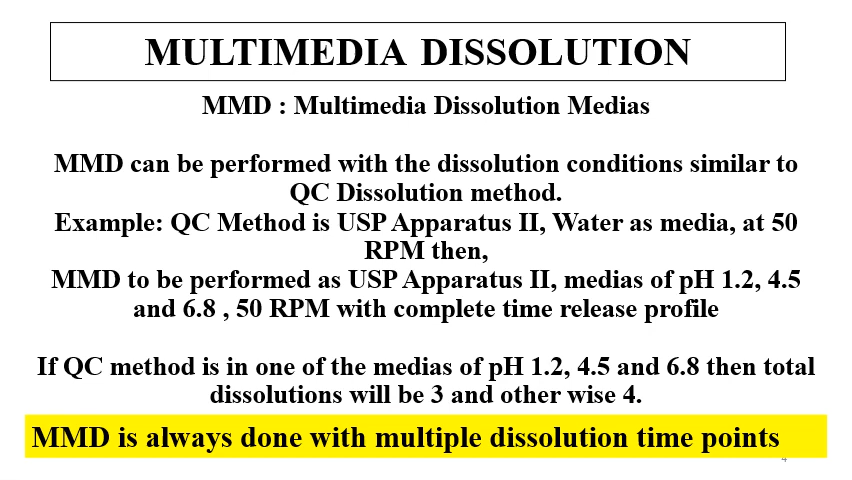 MULTIMEDIA DISSOLUTION
MMD : Multimedia Dissolution Medias
MMD can be performed with the dissolution conditions similar to
QC Dissolution method.
Example: QC Method is USP Apparatus II, Water as media, at 50
RPM then,
MMD to be performed as USP Apparatus II, medias of pH 1.2, 4.5
and 6.8 , 50 RPM with complete time release profile
If QC method is in one of the medias of pH 1.2, 4.5 and 6.8 then total
dissolutions will be 3 and other wise 4.
MMD is always done with multiple dissolution time points
4